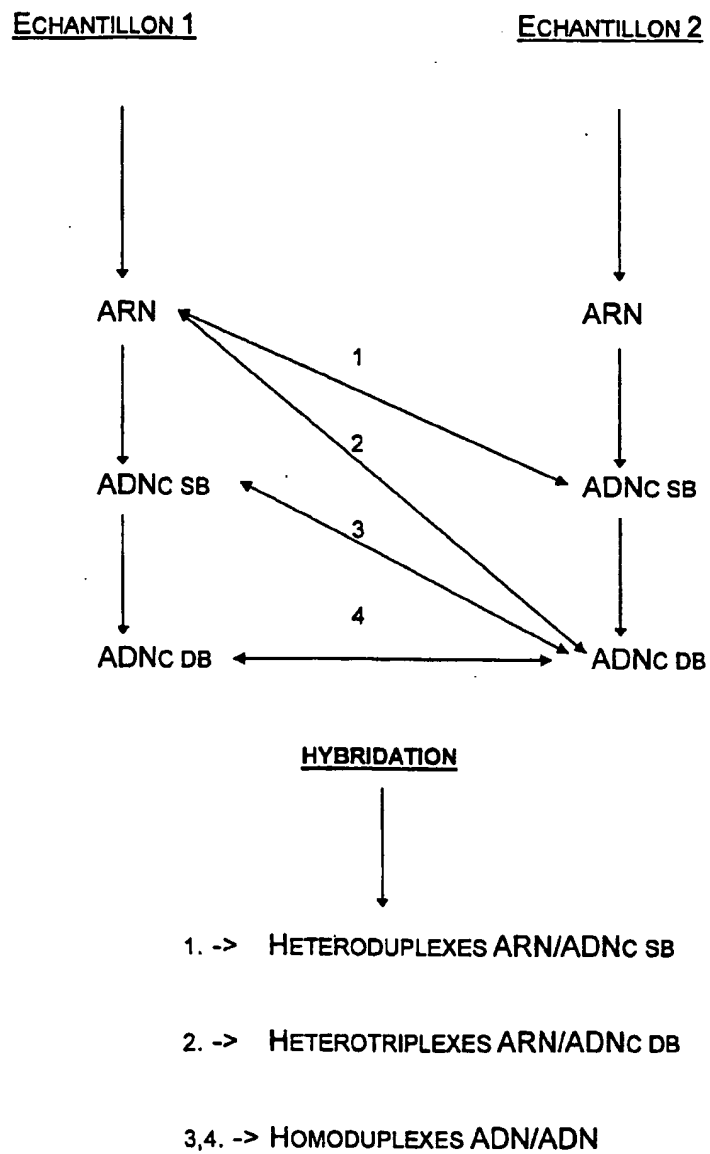 ECHANTILLON 1 ECHANTILLON 2
ARN ARN
1
2
ADNC SB ADNC SB
3
4
ADNC DB ADNC DB
HYBRIDATION
1. -> HETERODUPLEXES ARN/ADNC SB
2. -> HETEROTRIPLEXES ARN/ADNC DB
3,4. -> HOMODUPLEXES ADN/ADN